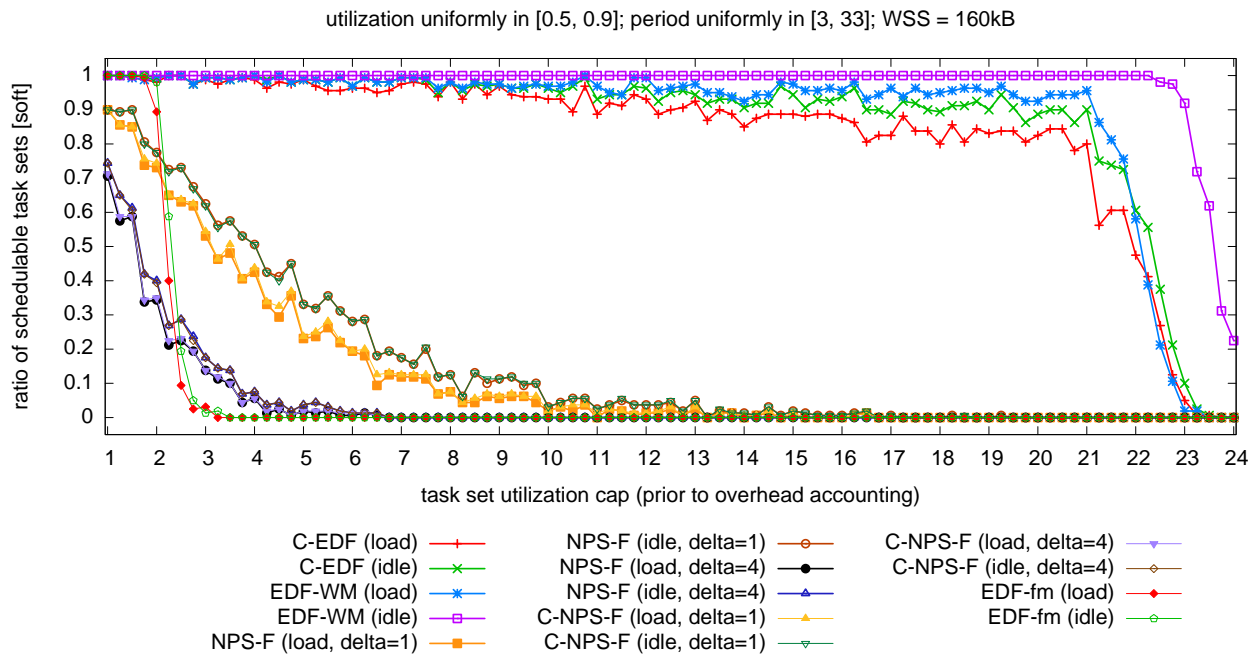 utilization uniformly in [0.5, 0.9]; period uniformly in [3, 33]; WSS = 160kB
ratio of schedulable task sets [soft]
1
0.9
0.8
0.7
0.6
0.5
0.4
0.3
0.2
0.1
0
1 2 3 4 5 6 7 8 9 10 11 12 13 14 15 16 17 18 19 20 21 22 23 24
task set utilization cap (prior to overhead accounting)
C-EDF (load)
C-EDF (idle)
EDF-WM (load)
EDF-WM (idle)
NPS-F (load, delta=1)
NPS-F (idle, delta=1)
NPS-F (load, delta=4)
NPS-F (idle, delta=4)
C-NPS-F (load, delta=1)
C-NPS-F (idle, delta=1)
C-NPS-F (load, delta=4)
C-NPS-F (idle, delta=4)
EDF-fm (load)
EDF-fm (idle)